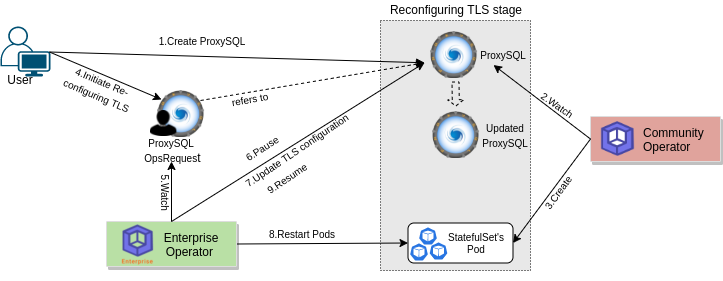 Reconfiguring TLS stage
1.Create ProxySQL
ProxySQL
User
4.Initiate Re-
configuring TLS
refers to
2.Watch
Updated
ProxySQL
Community
Operator
ProxySQL
OpsRequest
6.Pause
7.Update TLS configuration
9.Resume
5.Watch
3.Create
Enterprise
Operator
Enterprise
8.Restart Pods
StatefulSet's
Pod